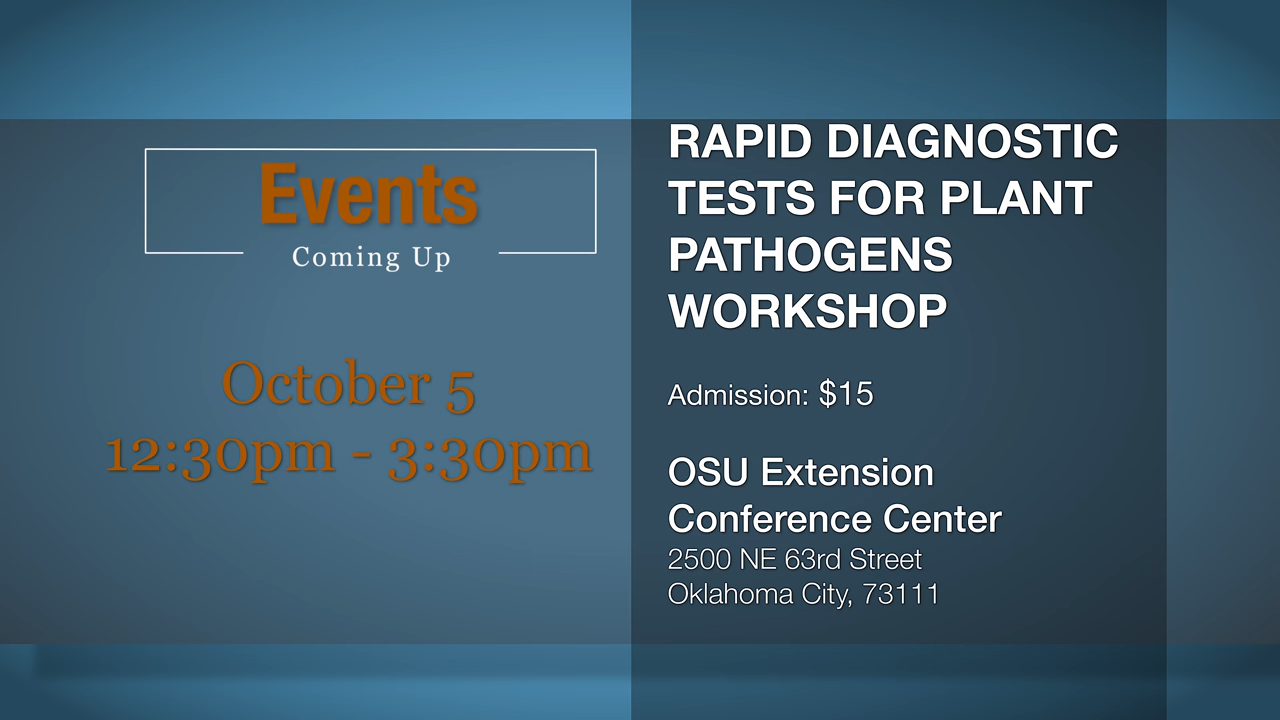 Events
Coming Up
October 5
12:30pm - 3:30pm
RAPID DIAGNOSTIC
TESTS FOR PLANT
PATHOGENS
WORKSHOP
Admission: $15
OSU Extension
Conference Center
2500 NE 63rd Street
Oklahoma City, 73111